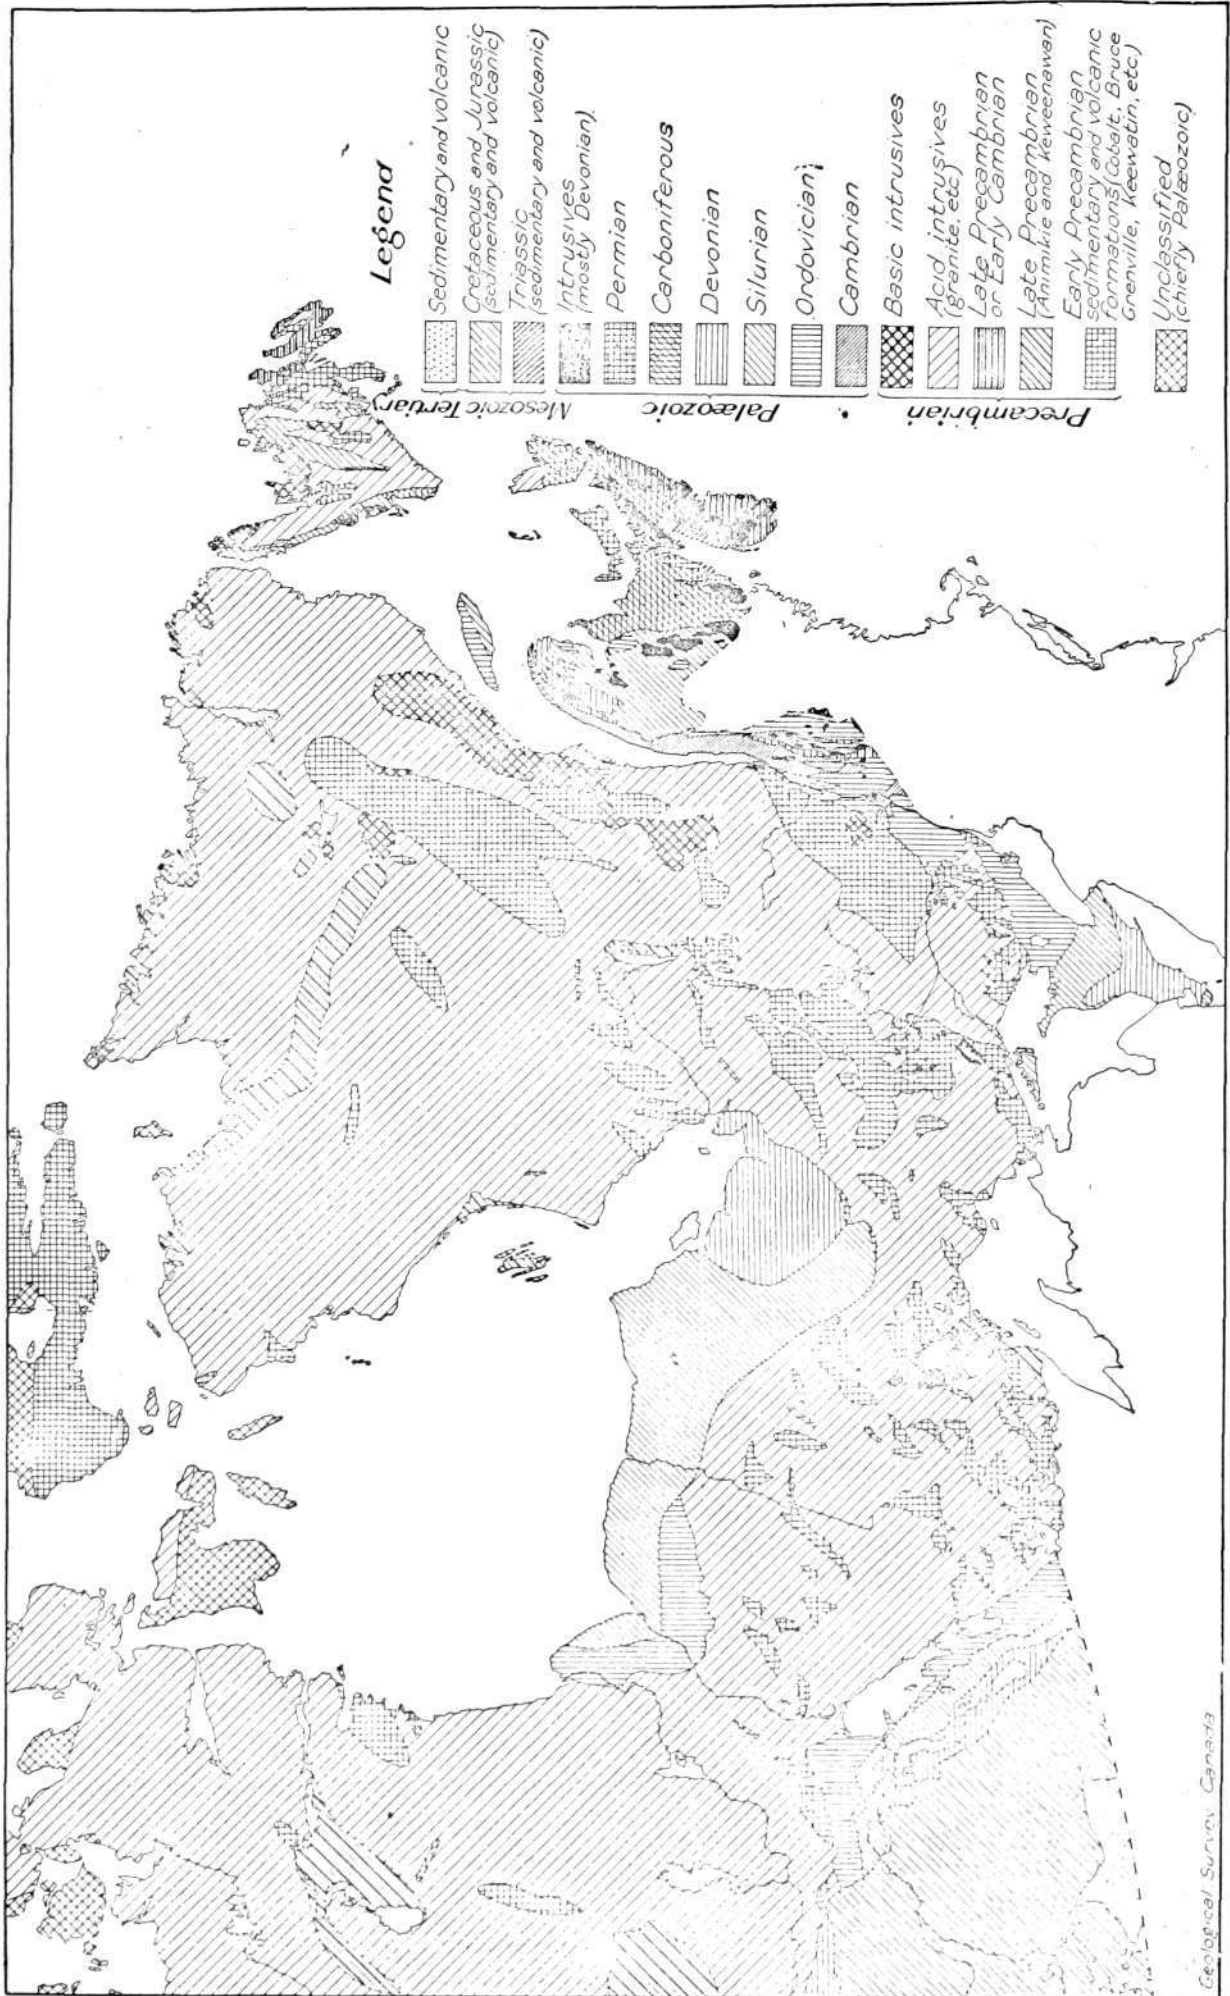 Legend
Tertiary
Sedimentary and volcanic
Mesozoic
Cretaceous and Jurassic
(sedimentary and volcanic)
Triassic
(sedimentary and volcanic)
Palæozoic
Intrusives
(mostly Devonian)
Permian
Carboniferous
Devonian
Silurian
Ordovician
Cambrian
Precambrian
Basic intrusives
Acid intrusives
(granite, etc)
Late Precambrian
or Early Cambrian
Late Precambrian
(Animikie and Keweenawan)
Early Precambrian
sedimentary and volcanic
formations (Cobalt, Bruce
Grenville, Keewatin, etc)
Unclassified
(chiefly Palæozoic)
Geological Survey, Canada